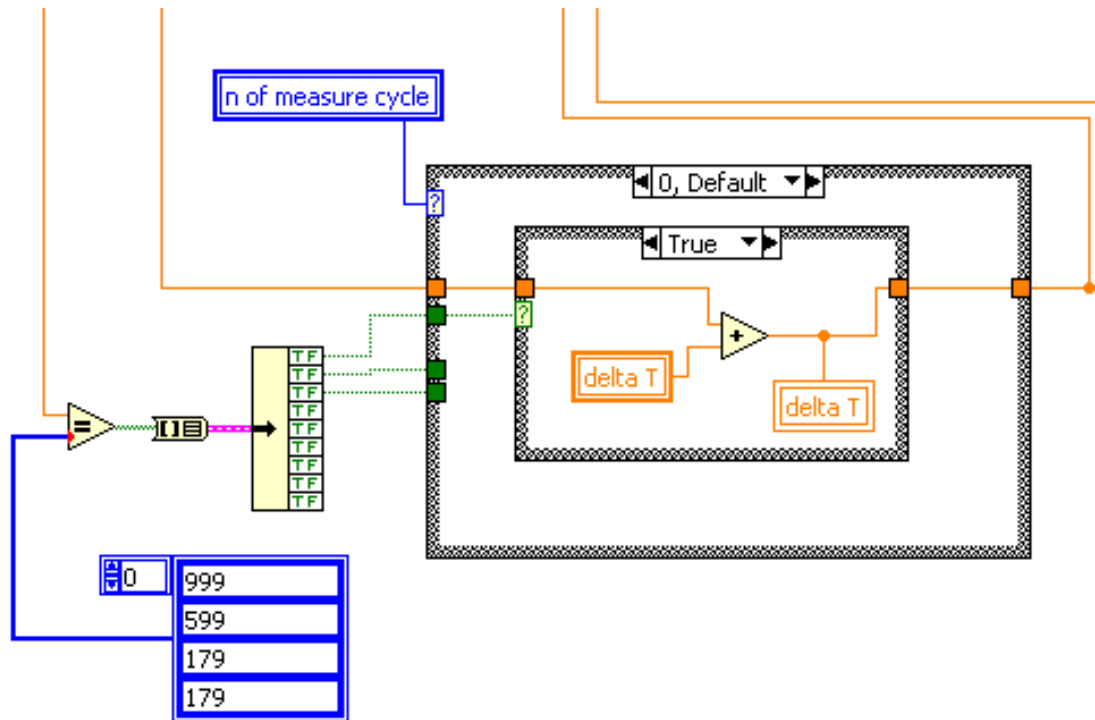 n of measure cycle
0, Default
?
True
?
+
delta T
delta T
TF
TF
TF
TF
TF
TF
TF
TF
TF
=
0
999
599
179
179